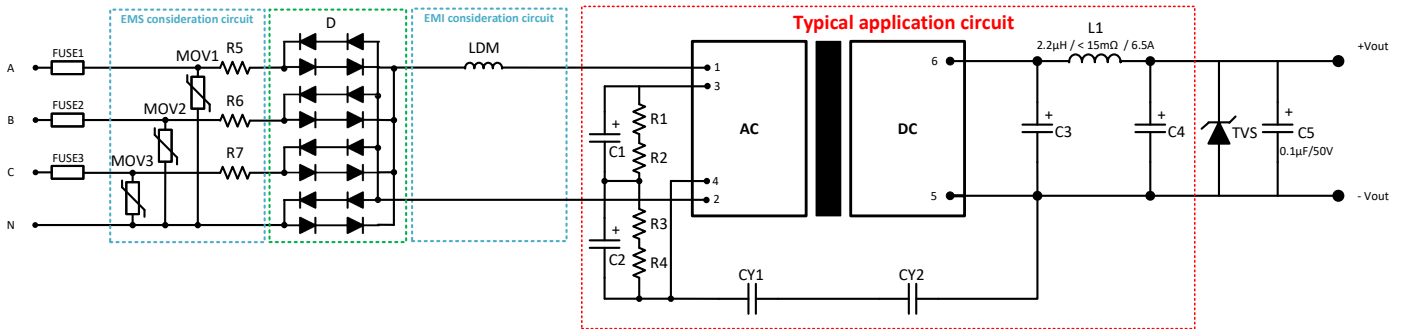 EMS consideration circuit
D
EMI consideration circuit
Typical application circuit
FUSE1
MOV1
R5
LDM
L1
2.2μH / < 15mΩ / 6.5A
A
1
6
+Vout
3
FUSE2
MOV2
R6
R1
+
+
+
+
B
AC
DC
C1
C3
C4
TVS
C5
R2
0.1μF/50V
FUSE3
MOV3
R7
C
4
2
5
- Vout
N
+
R3
C2
R4
CY1
CY2